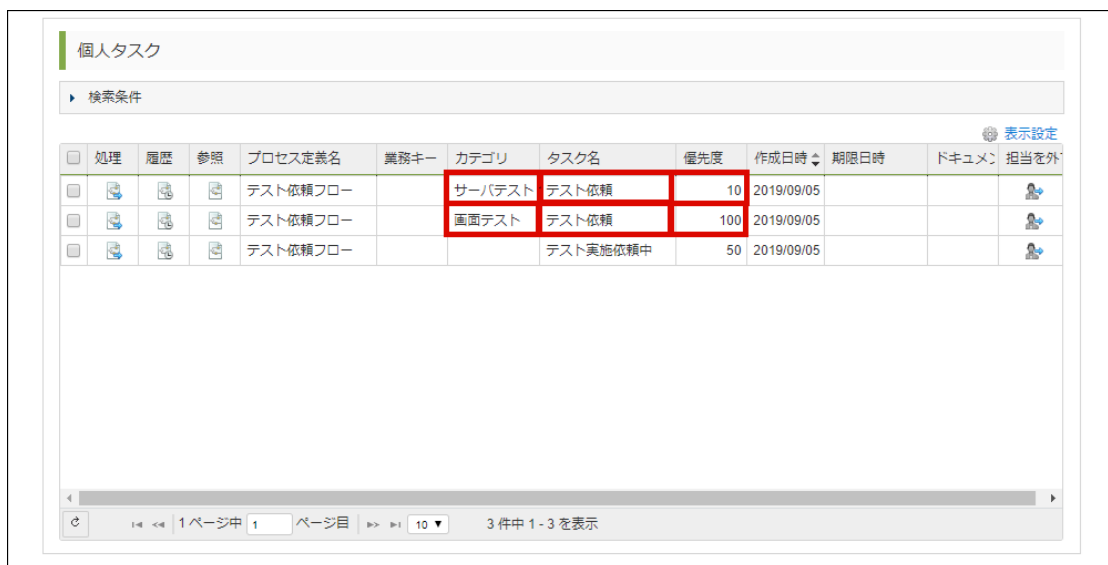 個人タスク
検索条件
表示設定
処理 履歴 参照 プロセス定義名 業務キー カテゴリ タスク名 優先度 作成日時 期限日時 ドキュメン 担当を外
テスト依頼フロー サーバテスト テスト依頼 10 2019/09/05
テスト依頼フロー 画面テスト テスト依頼 100 2019/09/05
テスト依頼フロー テスト実施依頼中 50 2019/09/05
1 ページ中 1 ページ目 10 3 件中 1 - 3 を表示